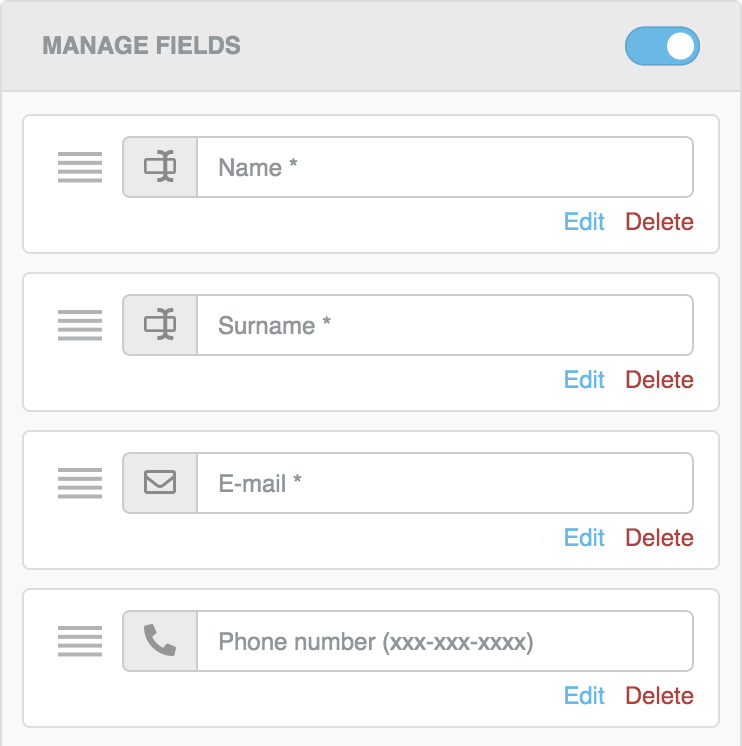 MANAGE FIELDS
Name *
Edit Delete
Surname *
Edit Delete
E-mail *
Edit Delete
Phone number (xxx-xxx-xxxx)
Edit Delete